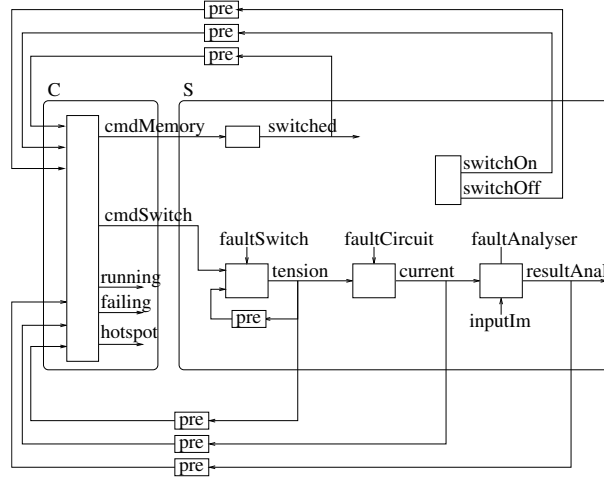 pre
pre
pre
C
S
cmdMemory
switched
switchOn
switchOff
cmdSwitch
faultSwitch
faultCircuit
faultAnalyser
tension
current
resultAnal
running
failing
pre
inputIm
hotspot
pre
pre
pre